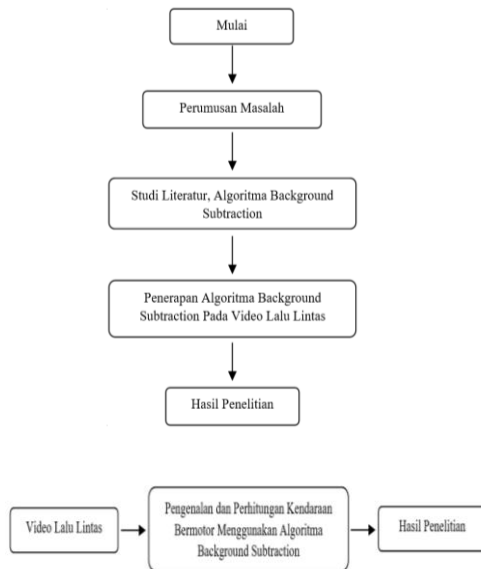 Mulai
Perumusan Masalah
Studi Literatur, Algoritma Background
Subtraction
Penerapan Algoritma Background
Subtraction Pada Video Lalu Lintas
Hasil Penelitian
Video Lalu Lintas
Pengenalan dan Perhitungan Kendaraan
Bermotor Menggunakan Algoritma
Background Subtraction
Hasil Penelitian